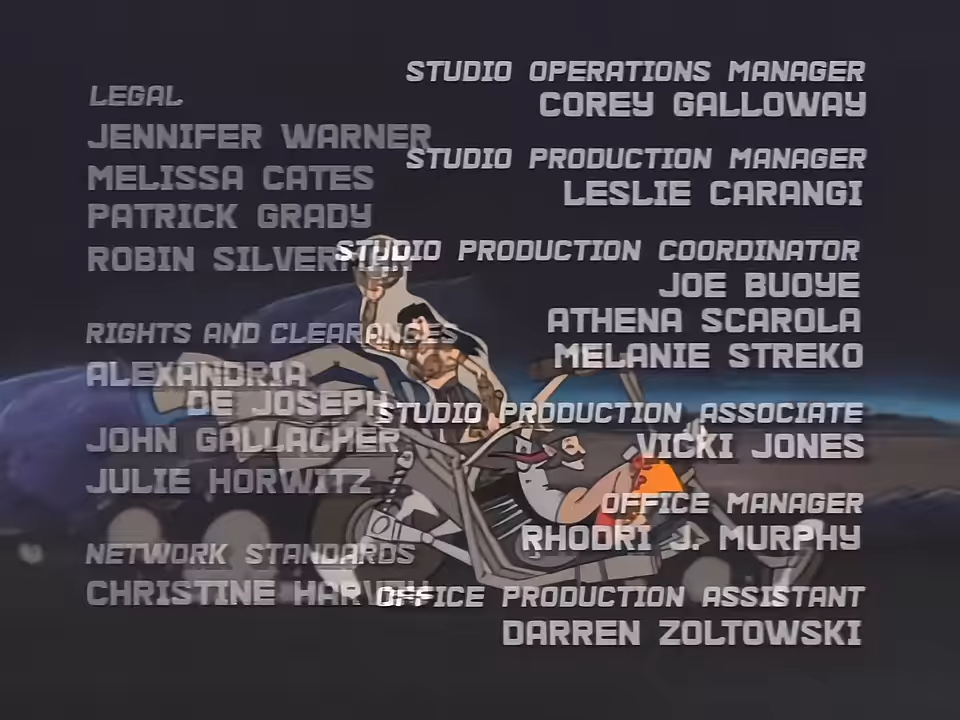 LEGAL
JENNIFER WARNER
MELISSA CATES
PATRICK GRADY
ROBIN SILVERMAN
RIGHTS AND CLEARANCES
ALEXANDRIA
DE JOSEPH
JOHN GALLAGHER
JULIE HORWITZ
NETWORK STANDARDS
CHRISTINE HARVEY
STUDIO OPERATIONS MANAGER
COREY GALLOWAY
STUDIO PRODUCTION MANAGER
LESLIE CARANGI
STUDIO PRODUCTION COORDINATOR
JOE BUOYE
ATHENA SCAROLA
MELANIE STREKO
STUDIO PRODUCTION ASSOCIATE
VICKI JONES
OFFICE MANAGER
RHODRI J. MURPHY
OFFICE PRODUCTION ASSISTANT
DARREN ZOLTOWSKI